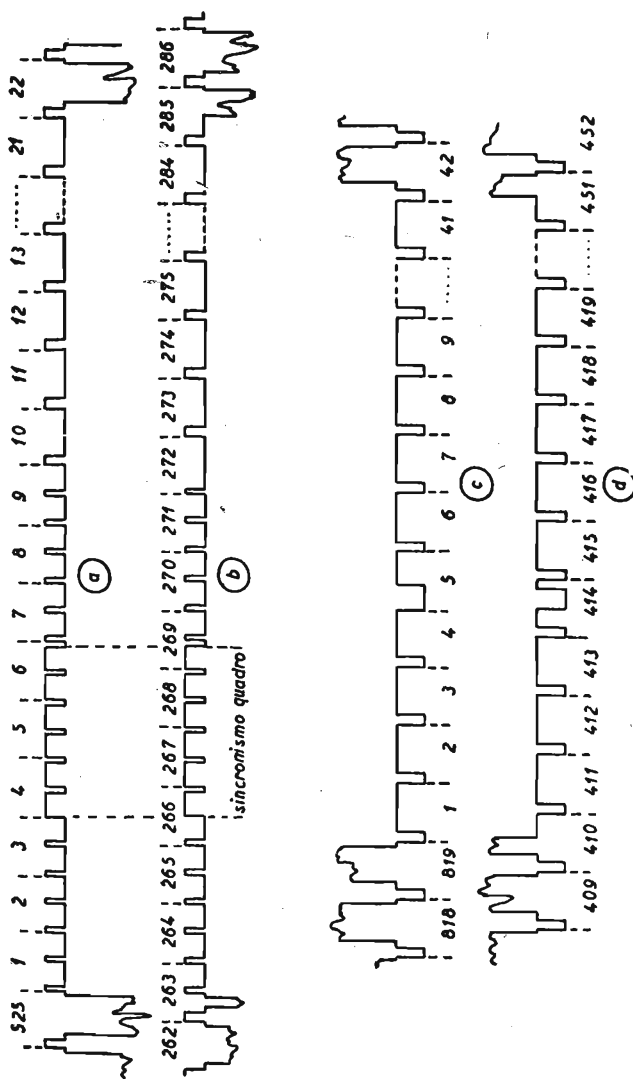 525 1 2 3 4 5 6 7 8 9 10 11 12 13 ...... 21 22
a
262 263 264 265 266 267 268 269 270 271 272 273 274 275 ...... 284 285 286
b
sincronismo quadro
818 819 1 2 3 4 5 6 7 8 9 ...... 41 42
c
409 410 411 412 413 414 415 416 417 418 419 ...... 451 452
d